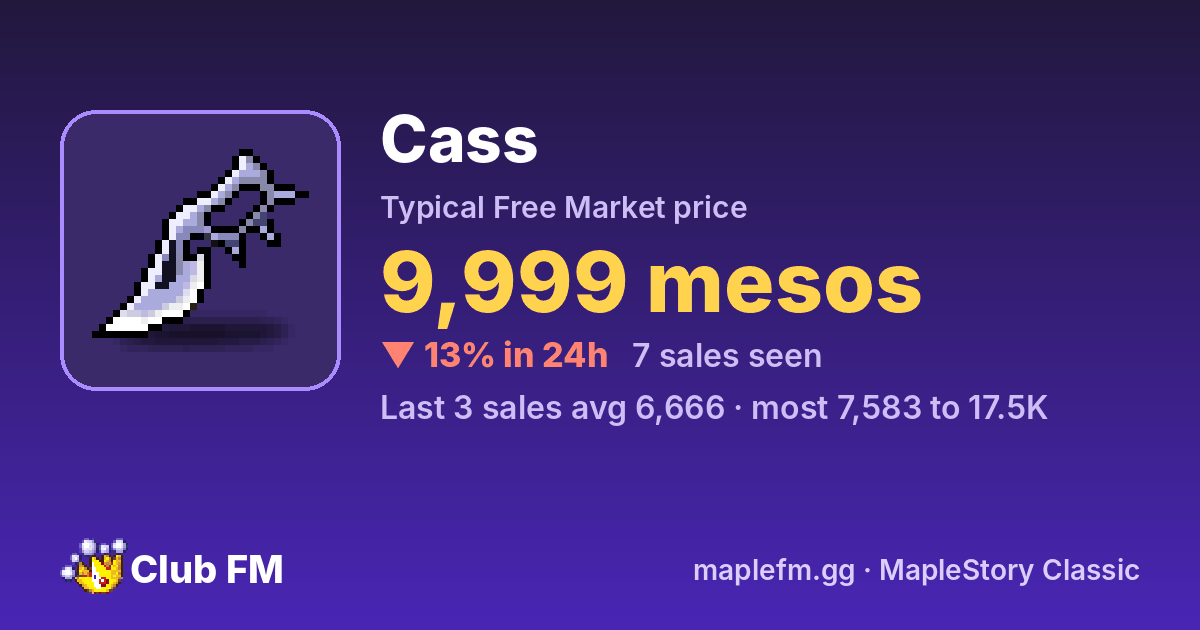 Cass
Typical Free Market price
9,999 mesos
▼ 13% in 24h 7 sales seen
Last 3 sales avg 6,666 · most 7,583 to 17.5K
Club FM
maplefm.gg · MapleStory Classic